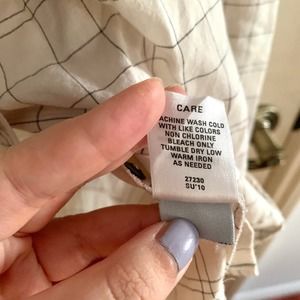 CARE
ACHINE WASH COLD
WITH LIKE COLORS
NON CHLORINE
BLEACH ONLY
TUMBLE DRY LOW
WARM IRON
AS NEEDED
27230
SU'10